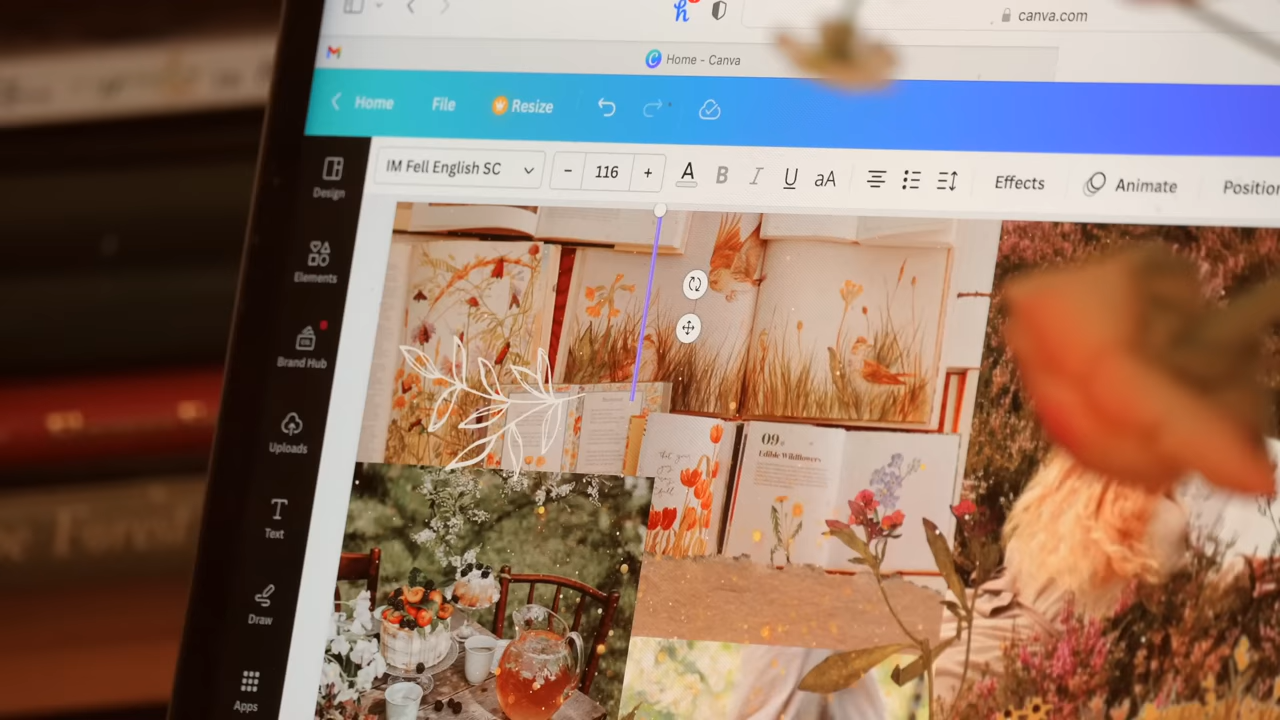 canva.com
Home - Canva
Home File Resize
IM Fell English SC - 116 + A B I U aA Effects Animate Position
Design
Elements
Brand Hub
Uploads
Text
Draw
Apps
09
Edible Wildflowers